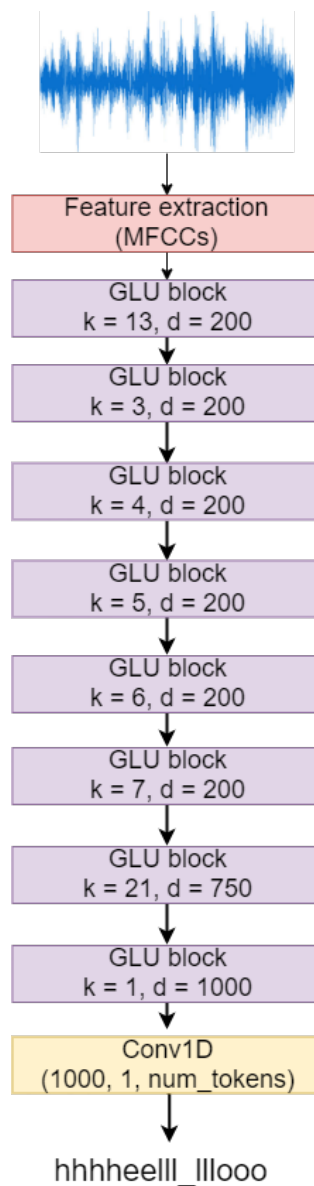 Feature extraction
(MFCCs)
GLU block
k = 13, d = 200
GLU block
k = 3, d = 200
GLU block
k = 4, d = 200
GLU block
k = 5, d = 200
GLU block
k = 6, d = 200
GLU block
k = 7, d = 200
GLU block
k = 21, d = 750
GLU block
k = 1, d = 1000
Conv1D
(1000, 1, num_tokens)
hhhheelll_lllooo